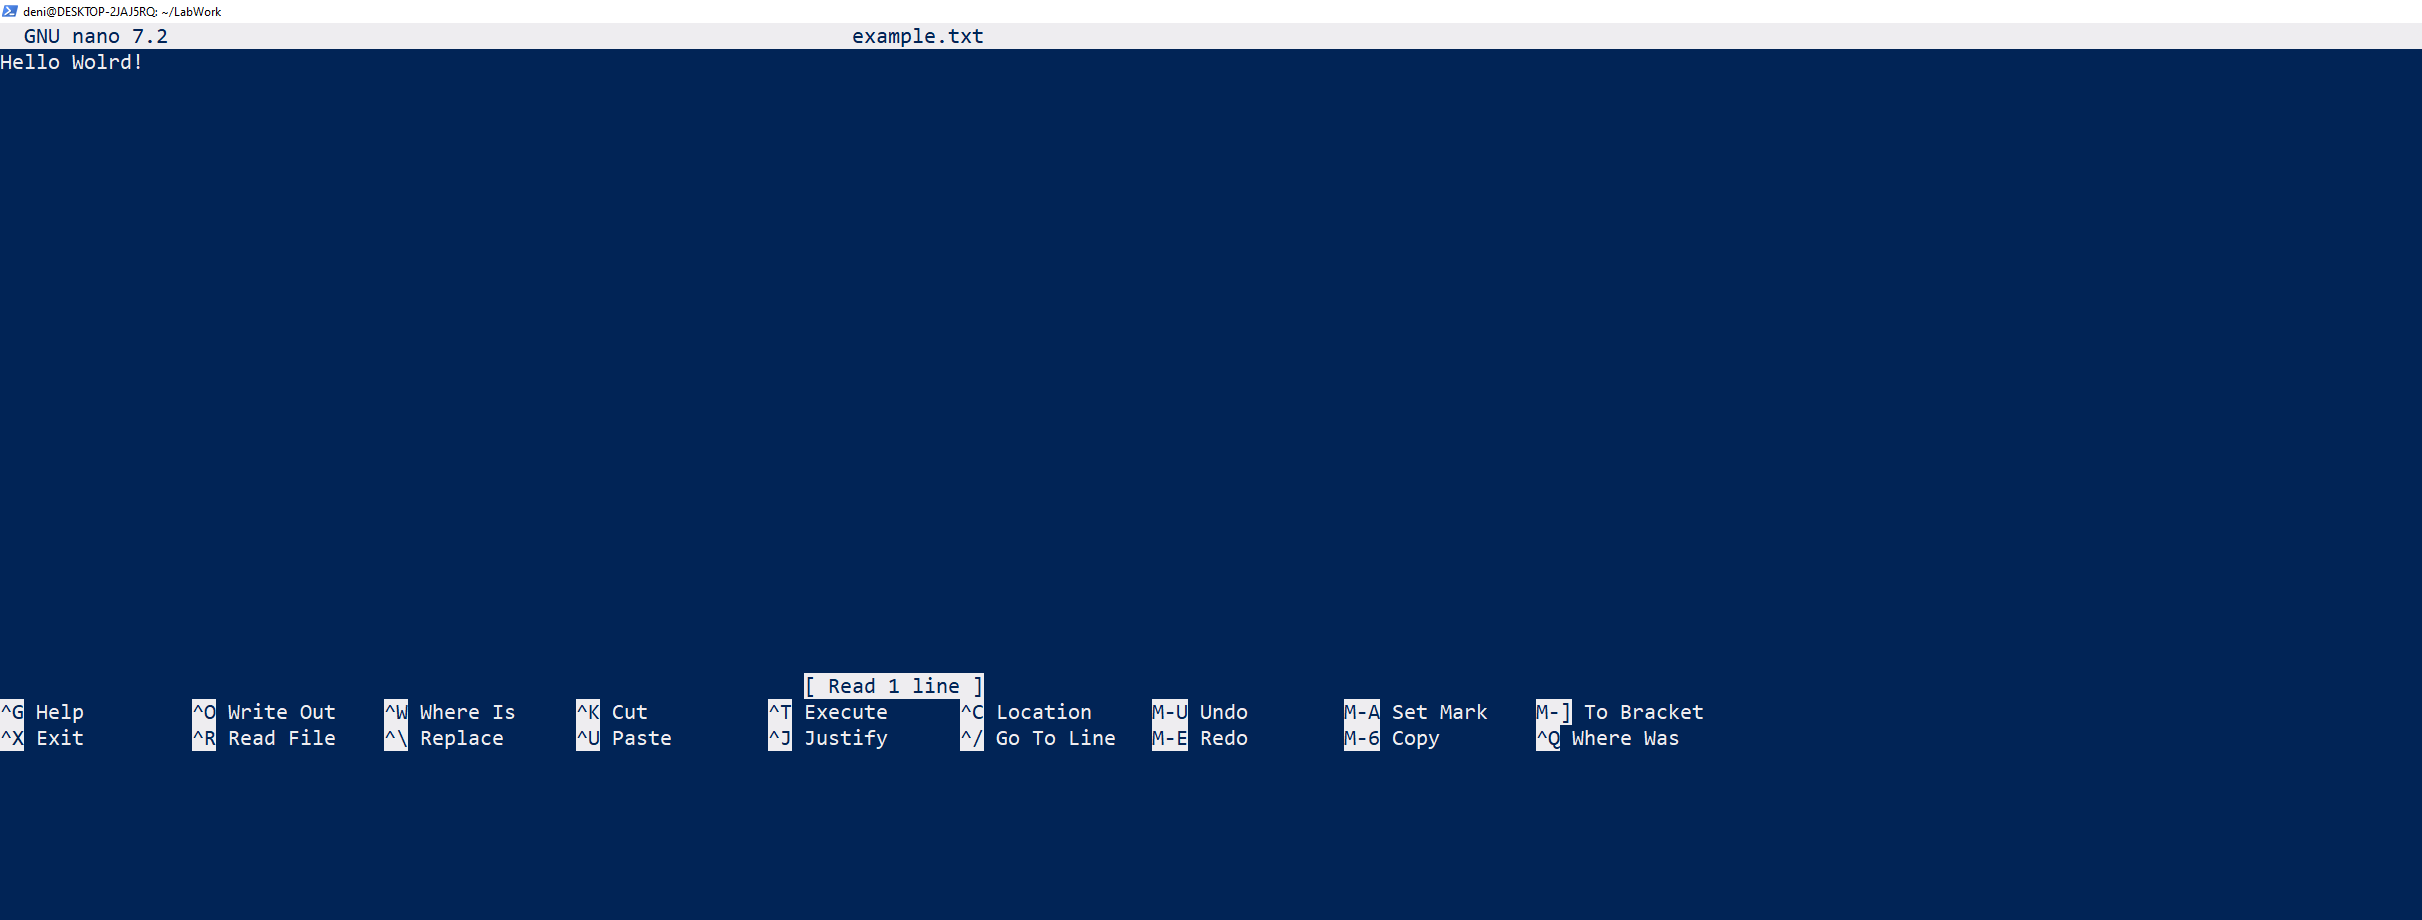 deni@DESKTOP-2JAJ5RQ: ~/LabWork
GNU nano 7.2 example.txt
Hello Wolrd!
[ Read 1 line ]
^G Help ^O Write Out ^W Where Is ^K Cut ^T Execute ^C Location M-U Undo M-A Set Mark M-] To Bracket
^X Exit ^R Read File ^\ Replace ^U Paste ^J Justify ^/ Go To Line M-E Redo M-6 Copy ^Q Where Was